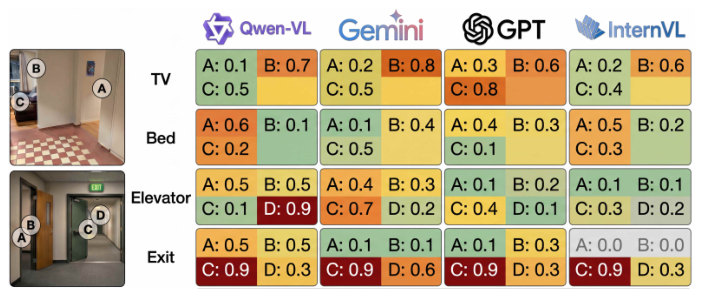 Qwen-VL Gemini GPT InternVL
B
A
C
TV
A: 0.1 B: 0.7 A: 0.2 B: 0.8 A: 0.3 B: 0.6 A: 0.2 B: 0.6
C: 0.5 C: 0.5 C: 0.8 C: 0.4
Bed
A: 0.6 B: 0.1 A: 0.1 B: 0.4 A: 0.4 B: 0.3 A: 0.5 B: 0.2
C: 0.2 C: 0.5 C: 0.1 C: 0.3
EXIT
D
B
C
A
Elevator
A: 0.5 B: 0.5 A: 0.4 B: 0.3 A: 0.1 B: 0.2 A: 0.1 B: 0.1
C: 0.1 D: 0.9 C: 0.7 D: 0.2 C: 0.4 D: 0.1 C: 0.3 D: 0.2
Exit
A: 0.5 B: 0.5 A: 0.1 B: 0.1 A: 0.1 B: 0.3 A: 0.0 B: 0.0
C: 0.9 D: 0.3 C: 0.9 D: 0.6 C: 0.9 D: 0.3 C: 0.9 D: 0.3